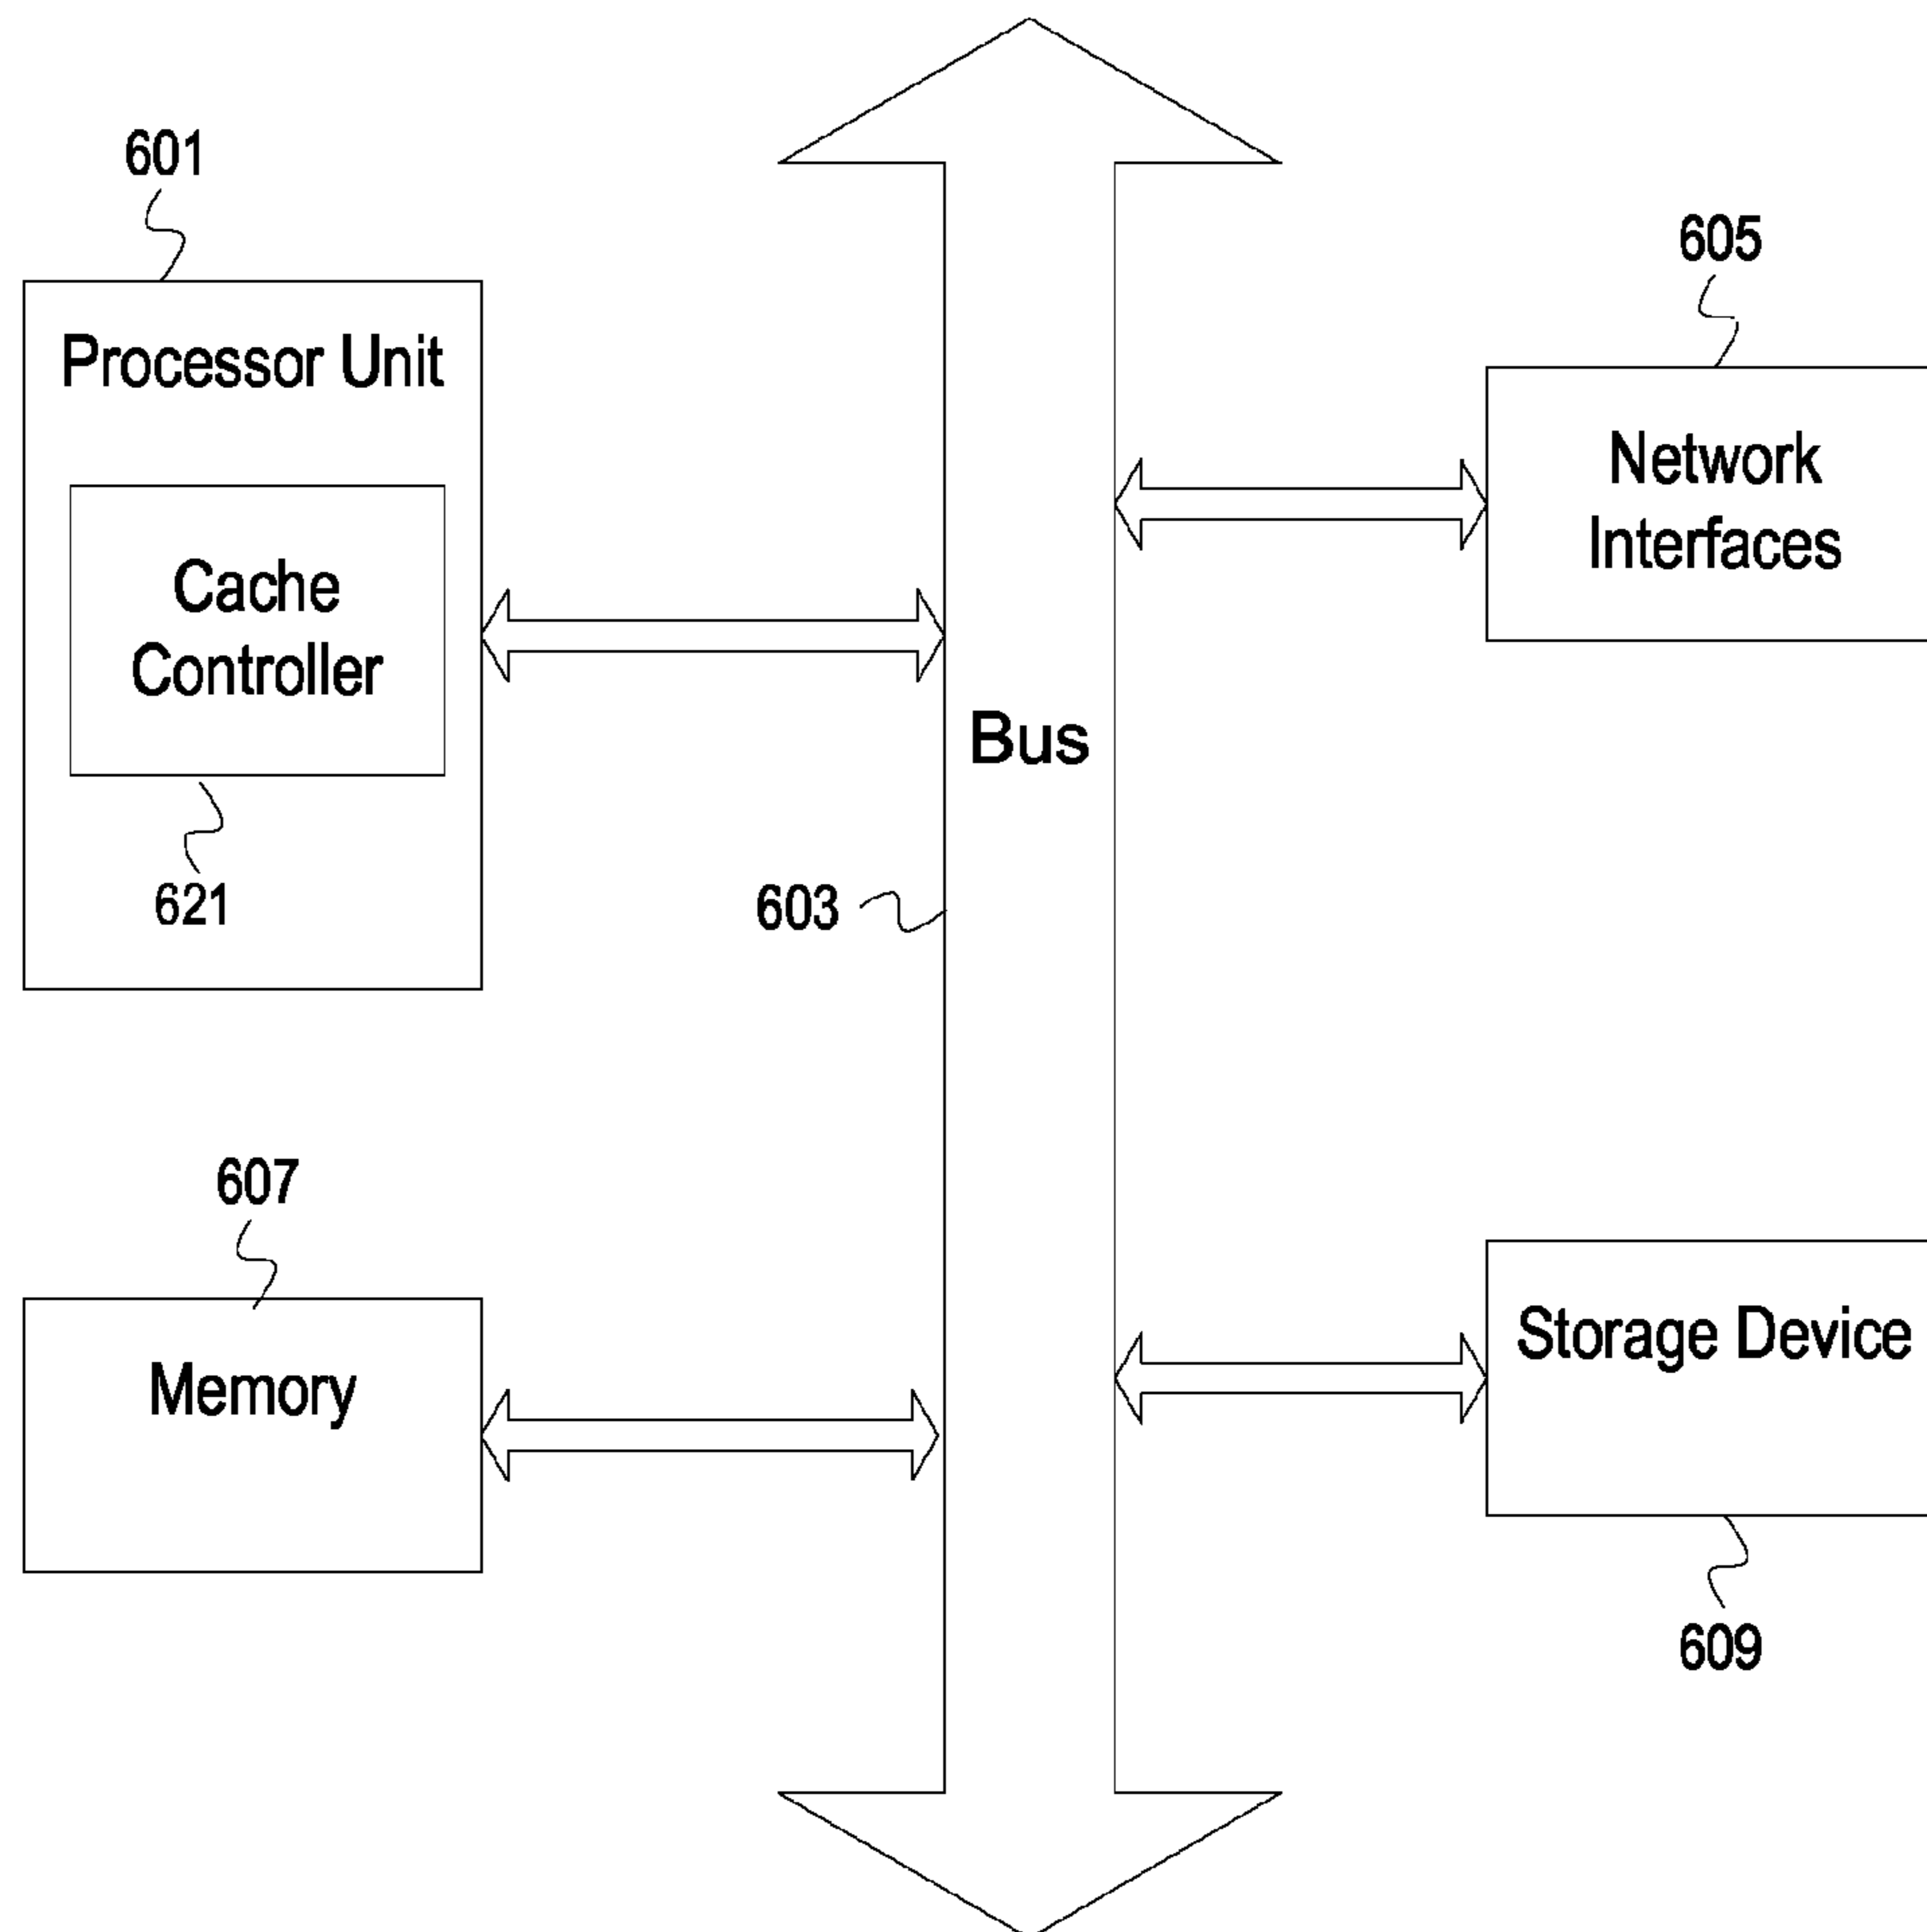 601
Processor Unit
Cache
Controller
621
605
Network
Interfaces
Bus
603
607
Memory
Storage Device
609